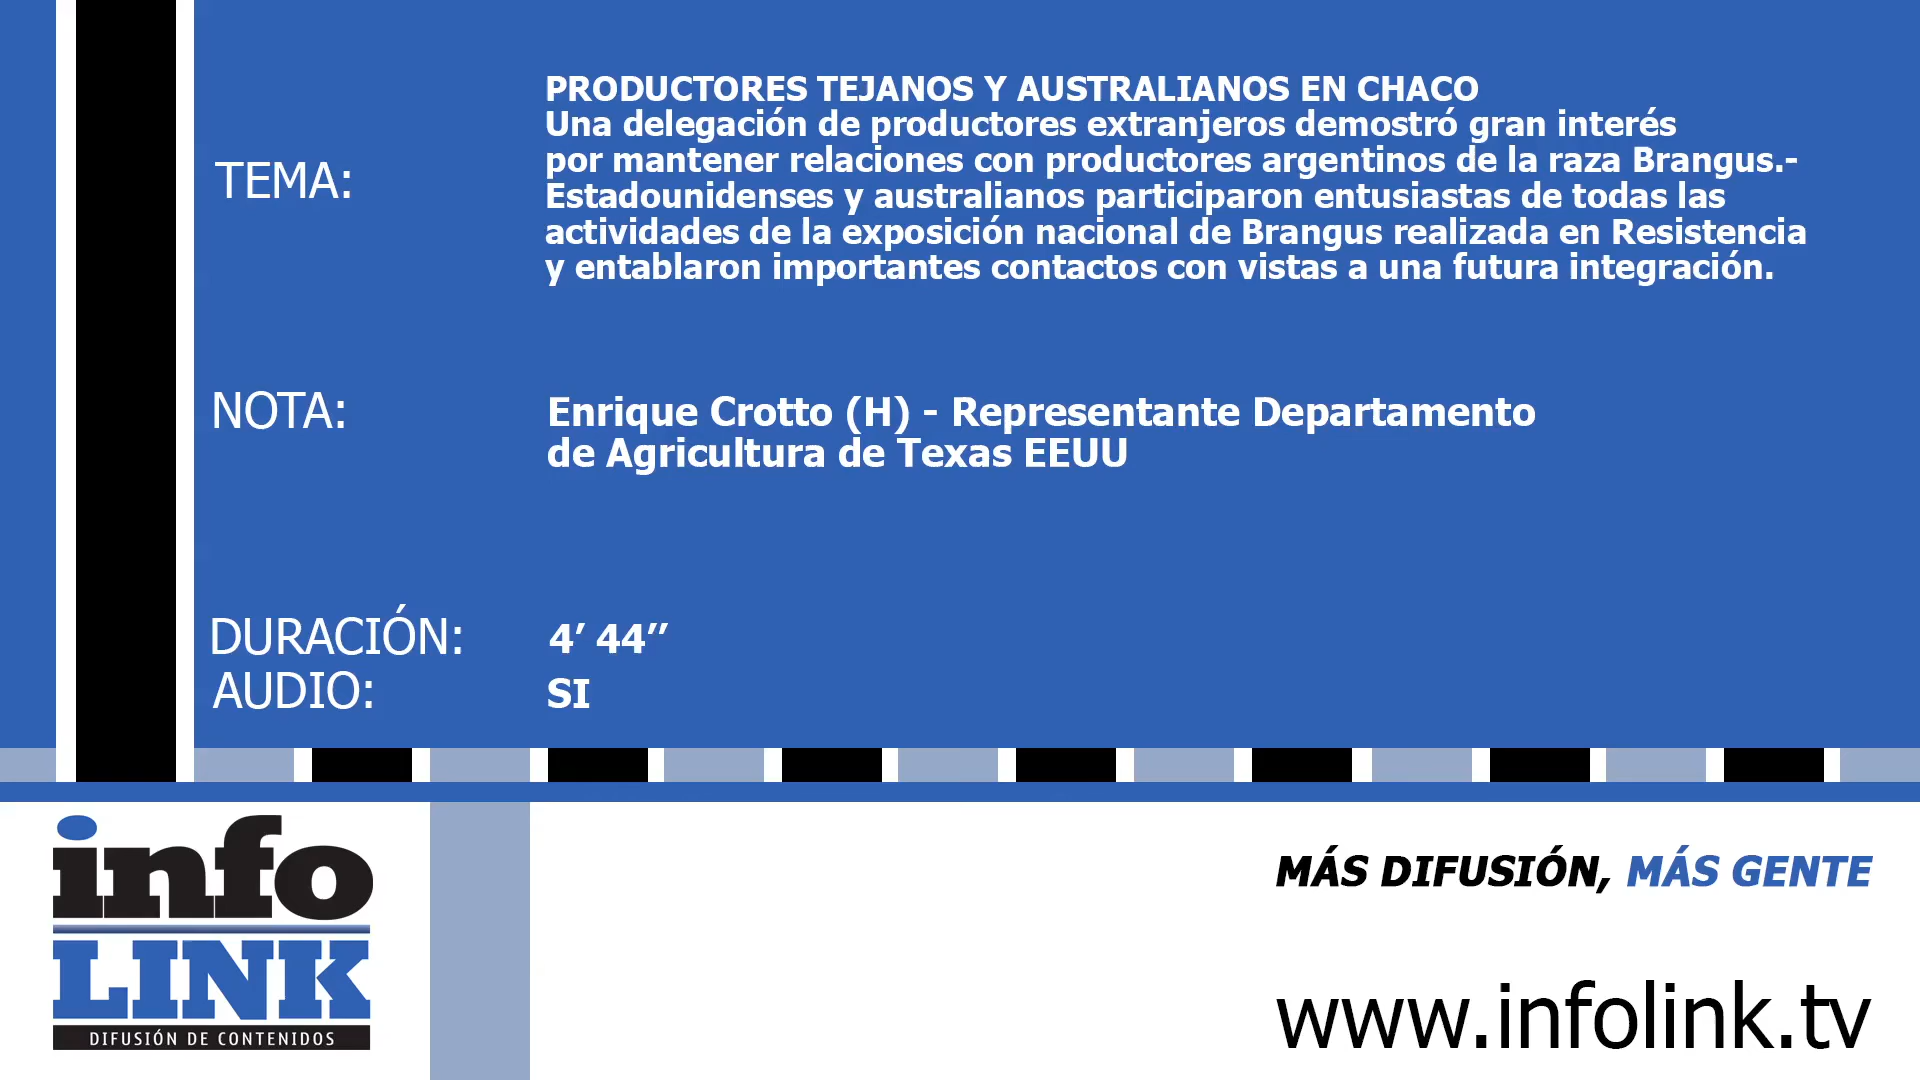 TEMA:
PRODUCTORES TEJANOS Y AUSTRALIANOS EN CHACO
Una delegación de productores extranjeros demostró gran interés
por mantener relaciones con productores argentinos de la raza Brangus.-
Estadounidenses y australianos participaron entusiastas de todas las
actividades de la exposición nacional de Brangus realizada en Resistencia
y entablaron importantes contactos con vistas a una futura integración.
NOTA:
Enrique Crotto (H) - Representante Departamento
de Agricultura de Texas EEUU
DURACIÓN: 4’ 44’’
AUDIO: SI
info
LINK
DIFUSIÓN DE CONTENIDOS
MÁS DIFUSIÓN, MÁS GENTE
www.infolink.tv